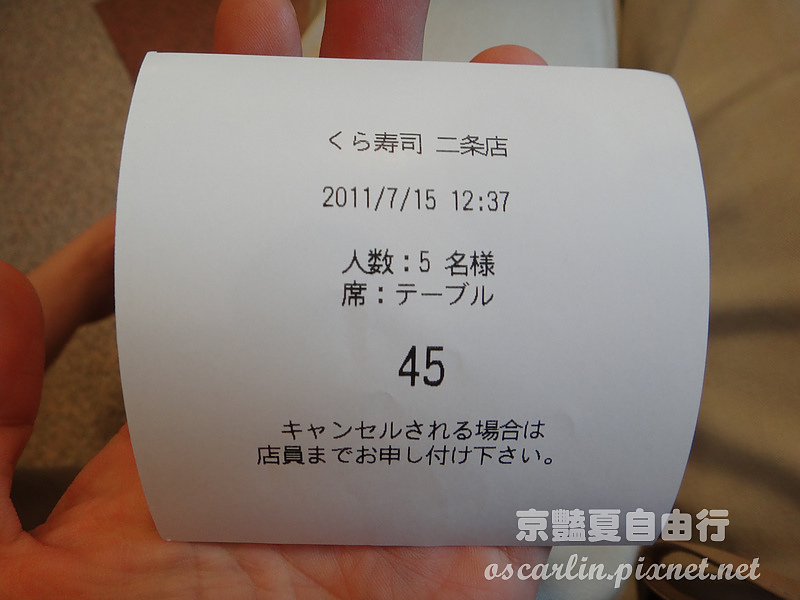 くら寿司 二条店
2011/7/15 12:37
人数：5 名様
席：テーブル
45
キャンセルされる場合は
店員までお申し付け下さい。
京豔夏自由行
oscarlin.pixnet.net